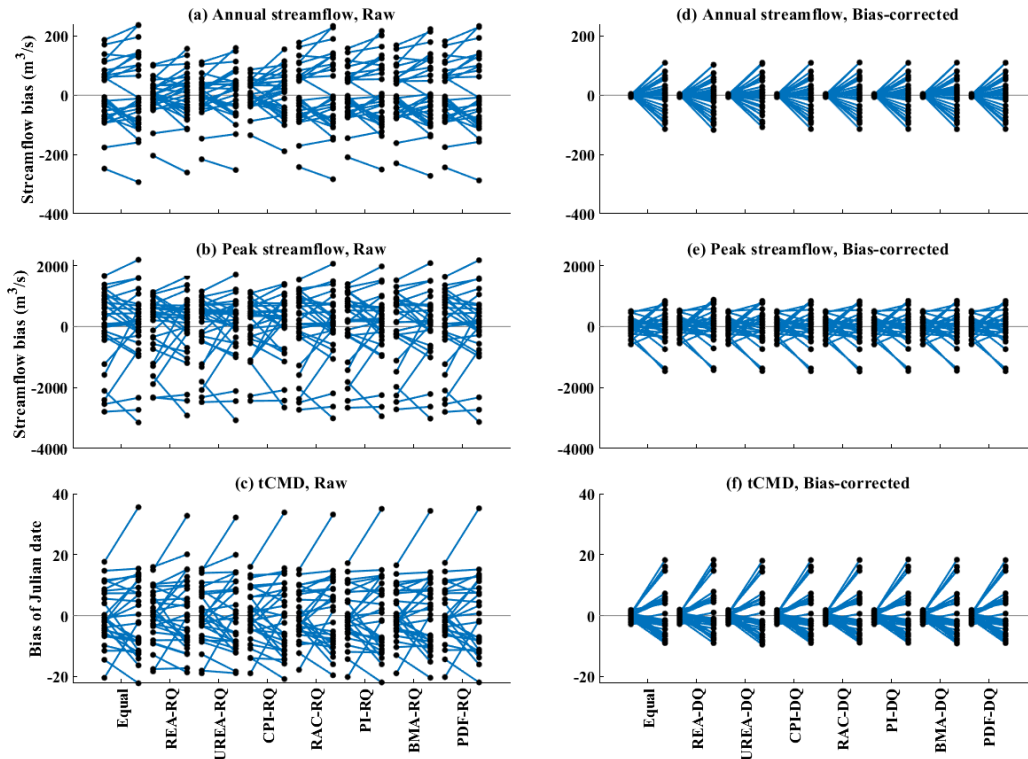 (a) Annual streamflow, Raw
Streamflow bias (m³/s)
200
0
-200
-400
(d) Annual streamflow, Bias-corrected
200
0
-200
-400
(b) Peak streamflow, Raw
Streamflow bias (m³/s)
2000
0
-2000
-4000
(e) Peak streamflow, Bias-corrected
2000
0
-2000
-4000
(c) tCMD, Raw
Bias of Julian date
40
20
0
-20
Equal
REA-RQ
UREA-RQ
CPI-RQ
RAC-RQ
PI-RQ
BMA-RQ
PDF-RQ
(f) tCMD, Bias-corrected
40
20
0
-20
Equal
REA-DQ
UREA-DQ
CPI-DQ
RAC-DQ
PI-DQ
BMA-DQ
PDF-DQ